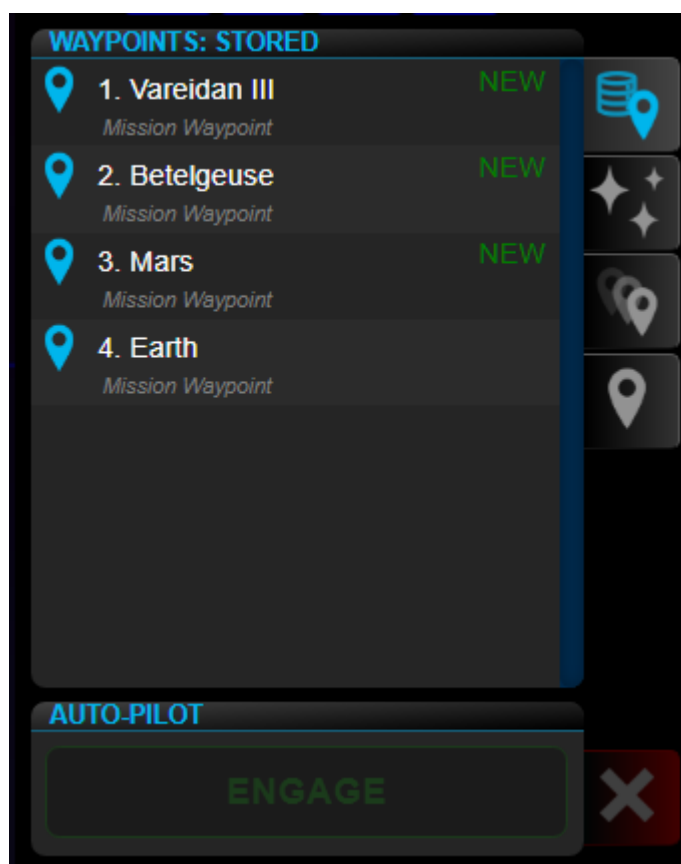 WAYPOINTS: STORED
1. Vareidan III NEW
Mission Waypoint
2. Betelgeuse NEW
Mission Waypoint
3. Mars NEW
Mission Waypoint
4. Earth
Mission Waypoint
AUTO-PILOT
ENGAGE